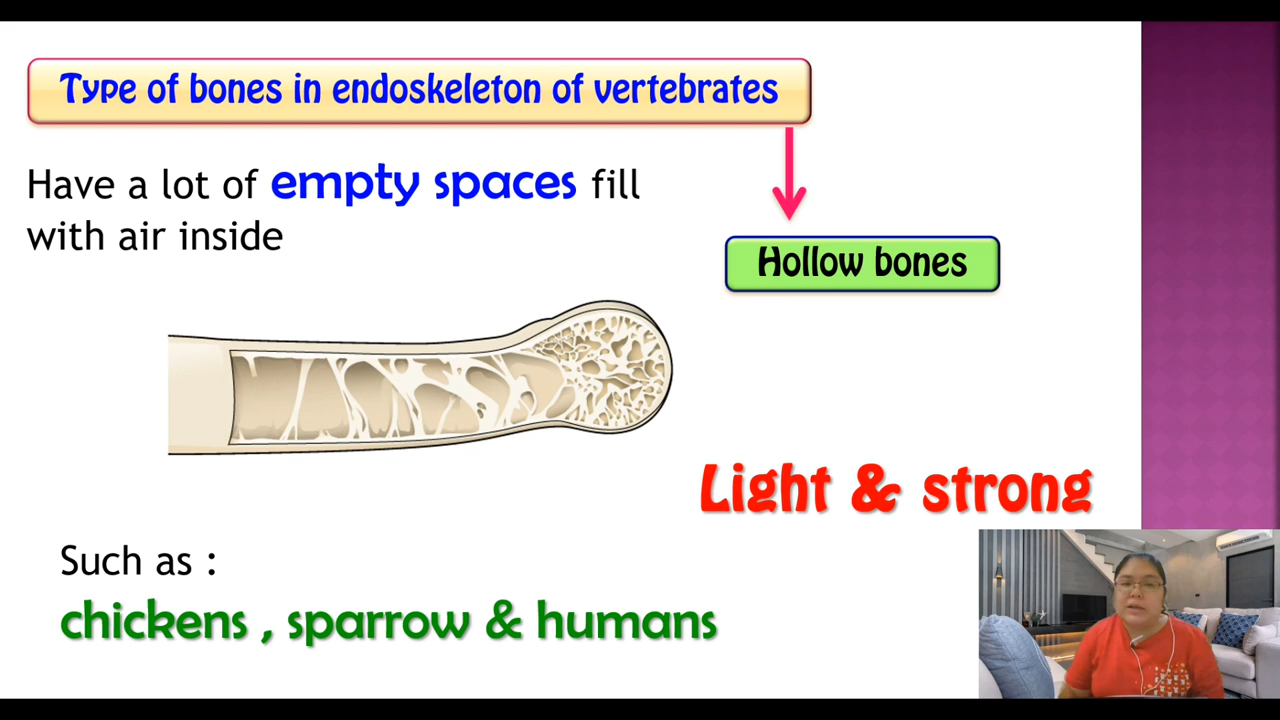 Type of bones in endoskeleton of vertebrates
Have a lot of empty spaces fill
with air inside
Hollow bones
Light & strong
Such as :
chickens , sparrow & humans